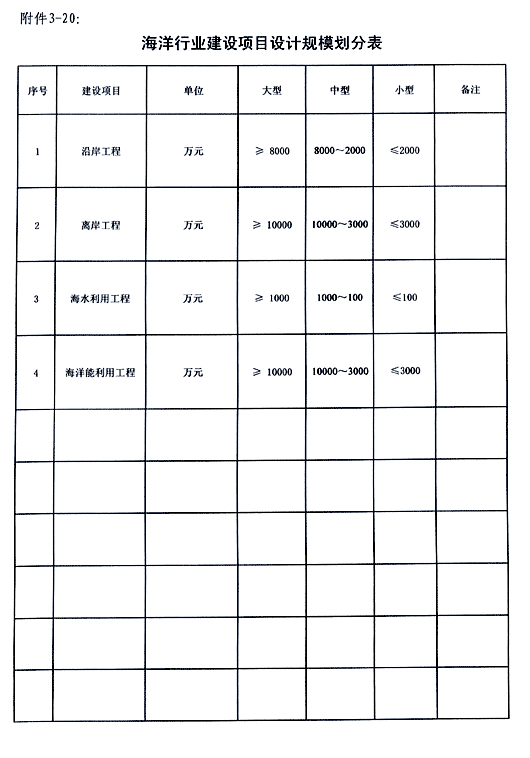 附件3-20:
海洋行业建设项目设计规模划分表
序号 建设项目 单位 大型 中型 小型 备注
1 沿岸工程 万元 ≥ 8000 8000～2000 ≤2000
2 离岸工程 万元 ≥ 10000 10000～3000 ≤3000
3 海水利用工程 万元 ≥ 1000 1000～100 ≤100
4 海洋能利用工程 万元 ≥ 10000 10000～3000 ≤3000